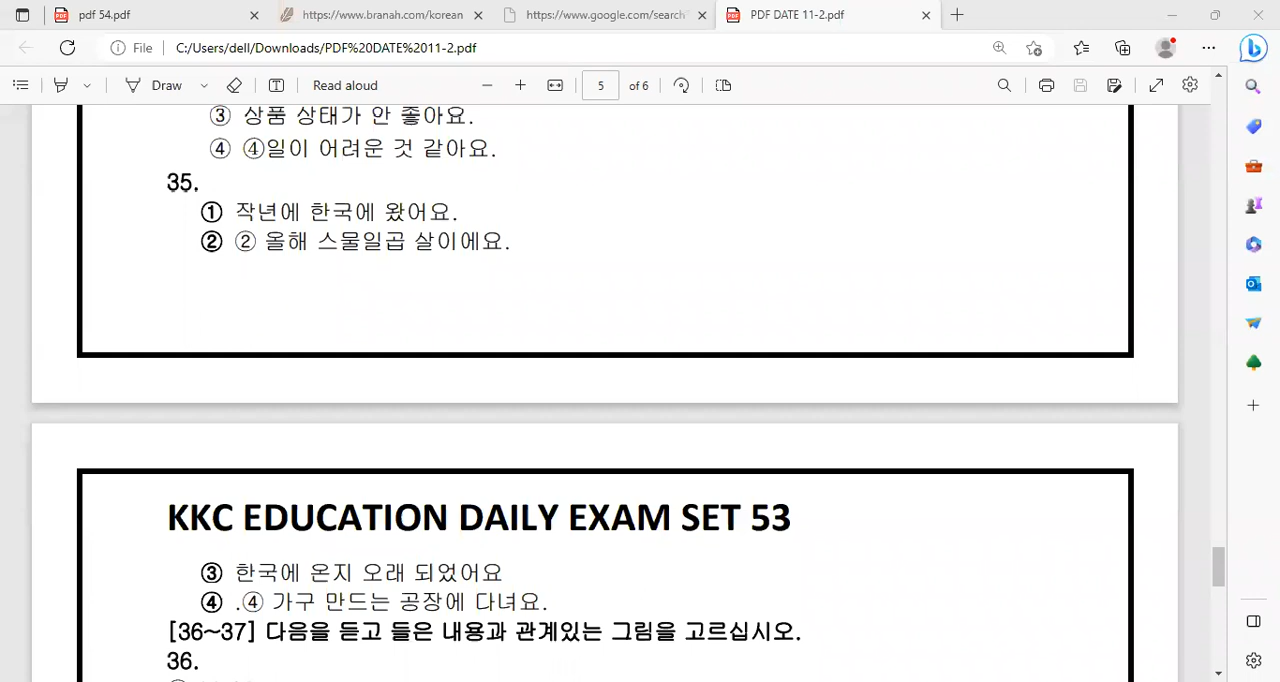 pdf 54.pdf
https://www.branah.com/korean
https://www.google.com/search?
PDF DATE 11-2.pdf
File
C:/Users/dell/Downloads/PDF%20DATE%2011-2.pdf
Draw
Read aloud
5
of 6
③ 상품 상태가 안 좋아요.
④ ④일이 어려운 것 같아요.
35.
① 작년에 한국에 왔어요.
② ② 올해 스물일곱 살이에요.
KKC EDUCATION DAILY EXAM SET 53
③ 한국에 온지 오래 되었어요
④ .④ 가구 만드는 공장에 다녀요.
[36~37] 다음을 듣고 들은 내용과 관계있는 그림을 고르십시오.
36.